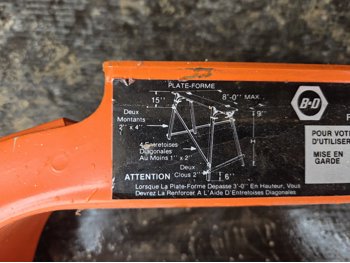 PLATE-FORME
8'-0" MAX.
15"
9"
Deux
Montants
2" x 4"
4 Entretoises
Diagonales
Au Moins 1" x 2"
Deux
Clous 2"
6"
ATTENTION
Lorsque La Plate-Forme Depasse 3'-0" En Hauteur, Vous
Devrez La Renforcer A L'Aide D'Entretoises Diagonales
B·D
POUR VOT
D'UTILISER
MISE EN
GARDE